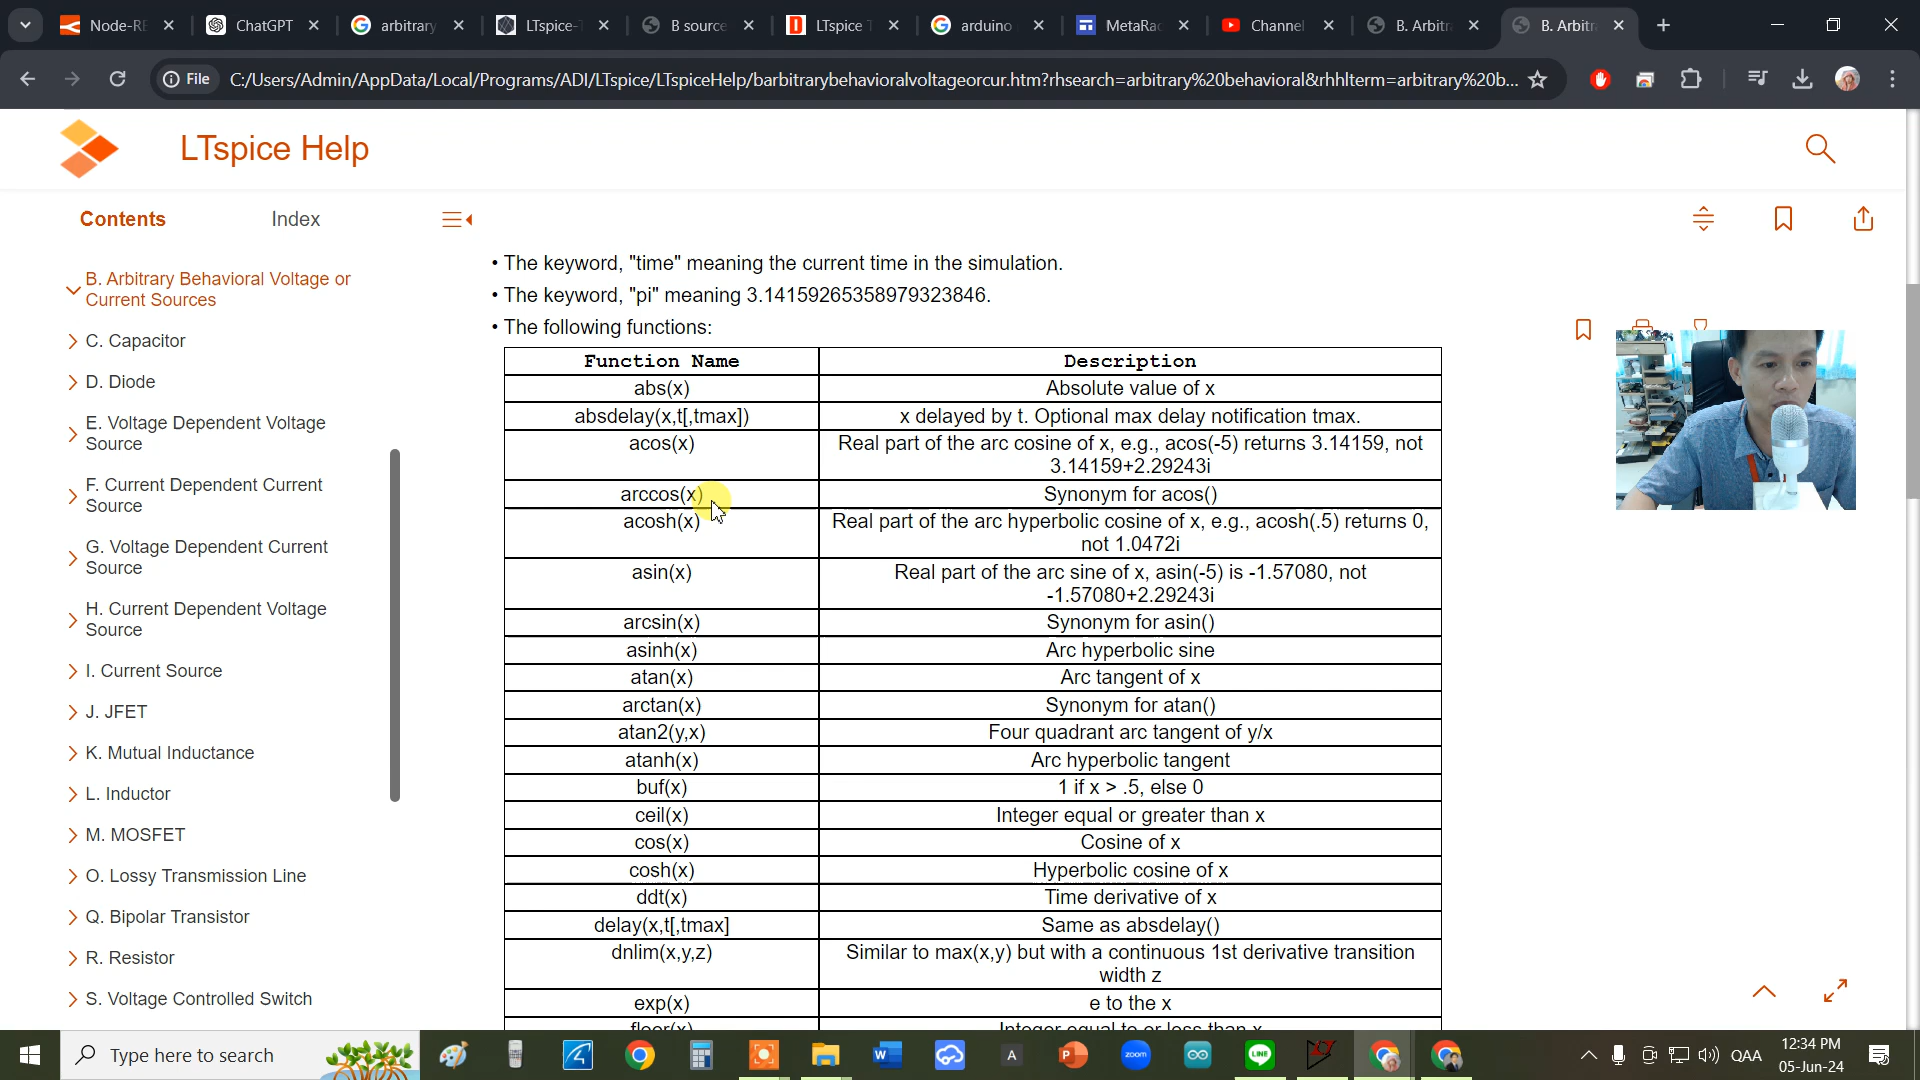 Node-RE
ChatGPT
arbitrary
LTspice-
B source
LTspice T
arduino
MetaRac
Channel
B. Arbitr
B. Arbitr
File
C:/Users/Admin/AppData/Local/Programs/ADI/LTspice/LTspiceHelp/barbitrarybehavioralvoltageorcur.htm?rhsearch=arbitrary%20behavioral&rhhlterm=arbitrary%20b...
LTspice Help
Contents
Index
B. Arbitrary Behavioral Voltage or
Current Sources
C. Capacitor
D. Diode
E. Voltage Dependent Voltage
Source
F. Current Dependent Current
Source
G. Voltage Dependent Current
Source
H. Current Dependent Voltage
Source
I. Current Source
J. JFET
K. Mutual Inductance
L. Inductor
M. MOSFET
O. Lossy Transmission Line
Q. Bipolar Transistor
R. Resistor
S. Voltage Controlled Switch
• The keyword, "time" meaning the current time in the simulation.
• The keyword, "pi" meaning 3.14159265358979323846.
• The following functions:
Function Name Description
abs(x) Absolute value of x
absdelay(x,t[,tmax]) x delayed by t. Optional max delay notification tmax.
acos(x) Real part of the arc cosine of x, e.g., acos(-5) returns 3.14159, not
3.14159+2.29243i
arccos(x) Synonym for acos()
acosh(x) Real part of the arc hyperbolic cosine of x, e.g., acosh(.5) returns 0,
not 1.0472i
asin(x) Real part of the arc sine of x, asin(-5) is -1.57080, not
-1.57080+2.29243i
arcsin(x) Synonym for asin()
asinh(x) Arc hyperbolic sine
atan(x) Arc tangent of x
arctan(x) Synonym for atan()
atan2(y,x) Four quadrant arc tangent of y/x
atanh(x) Arc hyperbolic tangent
buf(x) 1 if x > .5, else 0
ceil(x) Integer equal or greater than x
cos(x) Cosine of x
cosh(x) Hyperbolic cosine of x
ddt(x) Time derivative of x
delay(x,t[,tmax] Same as absdelay()
dnlim(x,y,z) Similar to max(x,y) but with a continuous 1st derivative transition
width z
exp(x) e to the x
floor(x) Integer equal to or less than x
Type here to search
W
A
P
zoom
LINE
QAA
12:34 PM
05-Jun-24